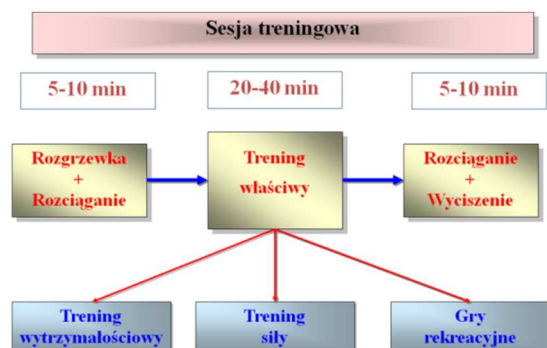 Sesja treningowa
5-10 min
20-40 min
5-10 min
Rozgrzewka
+
Rozciąganie
Trening
właściwy
Rozciąganie
+
Wyciszenie
Trening
wytrzymałościowy
Trening
siły
Gry
rekreacyjne